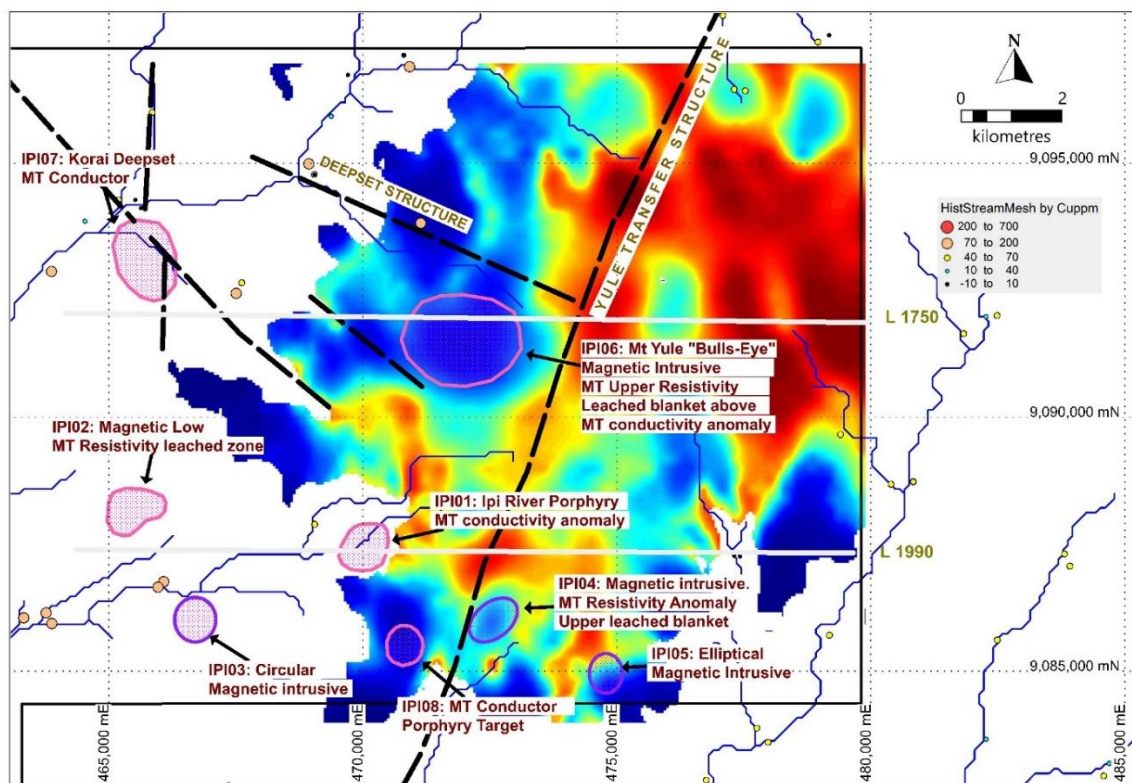 N
0 2
kilometres
9,095,000 mN
HistStreamMesh by Cuppm
200 to 700
70 to 200
40 to 70
10 to 40
-10 to 10
IPI07: Korai Deepset
MT Conductor
DEEPSET STRUCTURE
YULE TRANSFER STRUCTURE
L 1750
IPI06: Mt Yule "Bulls-Eye"
Magnetic Intrusive
MT Upper Resistivity
Leached blanket above
MT conductivity anomaly
9,090,000 mN
IPI02: Magnetic Low
MT Resistivity leached zone
IPI01: Ipi River Porphyry
MT conductivity anomaly
L 1990
IPI04: Magnetic intrusive.
MT Resistivity Anomaly
Upper leached blanket
IPI03: Circular
Magnetic intrusive
IPI05: Elliptical
Magnetic Intrusive
9,085,000 mN
IPI08: MT Conductor
Porphyry Target
465,000 mE
470,000 mE
475,000 mE
480,000 mE
485,000 mE